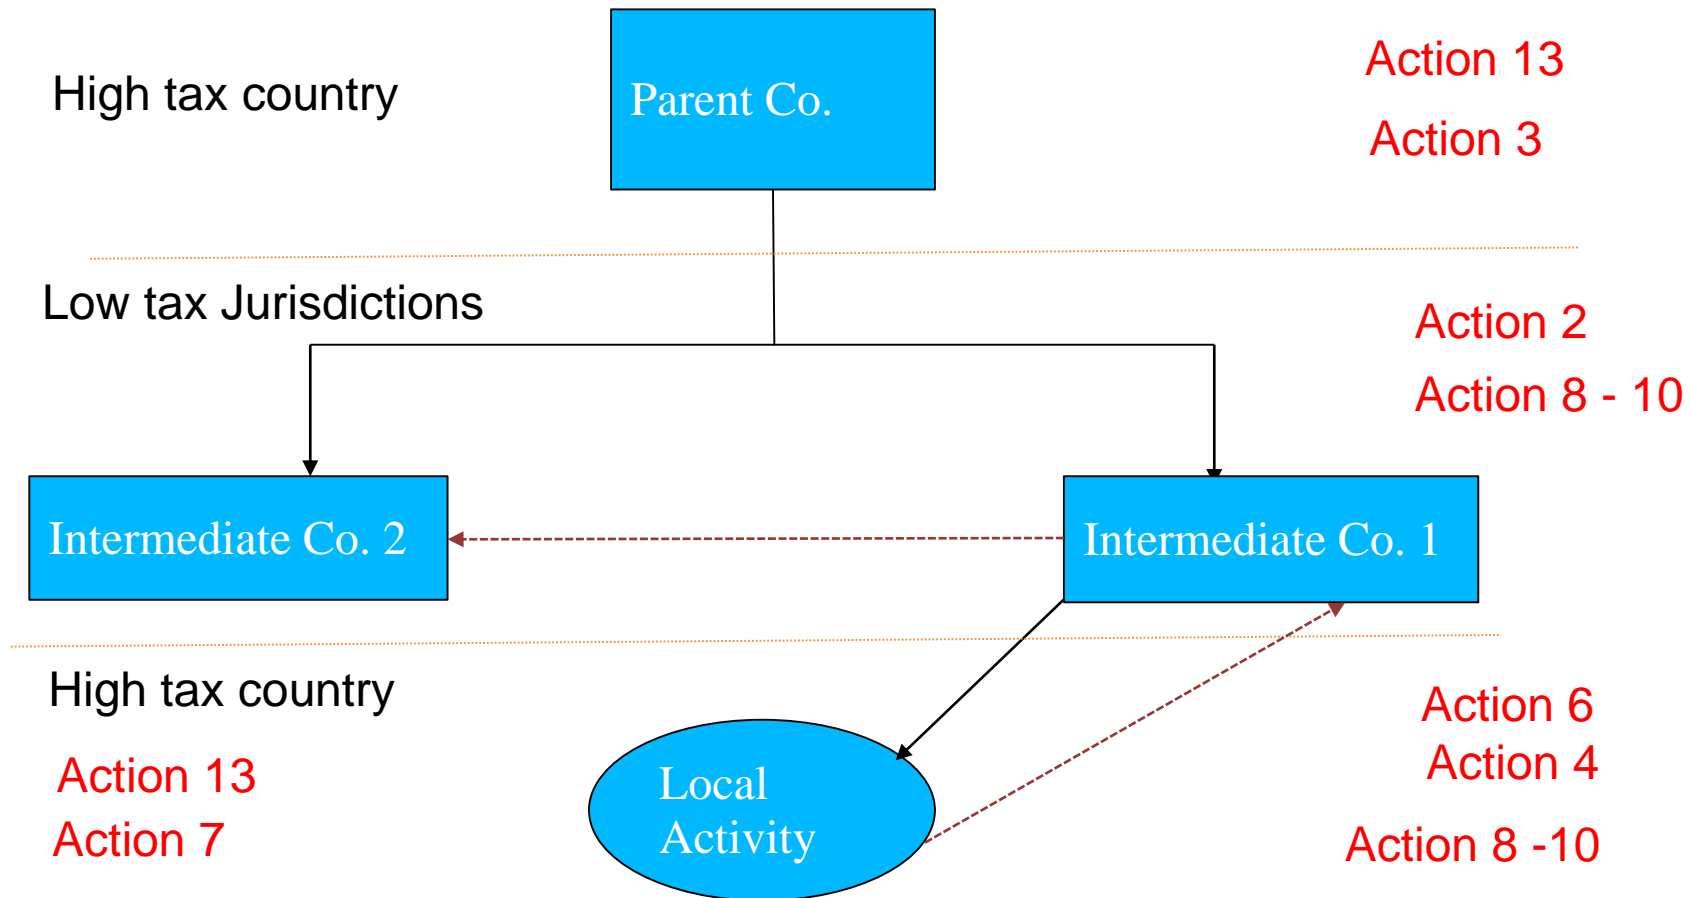 High tax country
Parent Co.
Action 13
Action 3
Low tax Jurisdictions
Action 2
Action 8 - 10
Intermediate Co. 2
Intermediate Co. 1
High tax country
Action 13
Action 7
Local
Activity
Action 6
Action 4
Action 8 -10